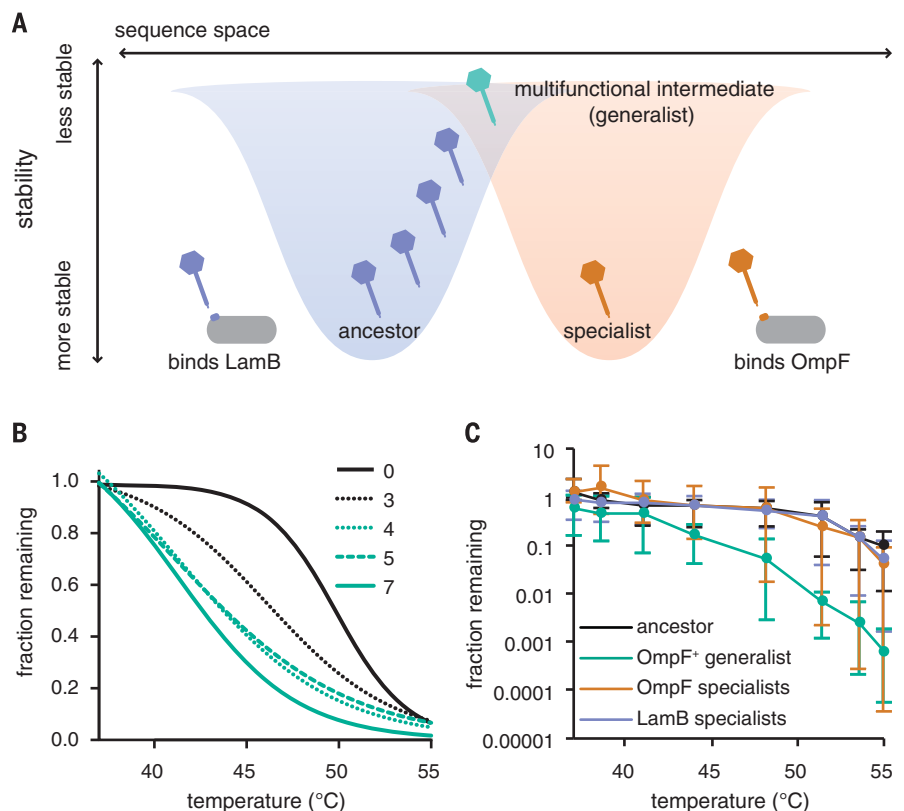 A
sequence space
less stable
stability
more stable
multifunctional intermediate
(generalist)
ancestor
specialist
binds LamB
binds OmpF
B
fraction remaining
1.0
0.8
0.6
0.4
0.2
0.0
0
3
4
5
7
40
45
50
55
temperature (°C)
C
fraction remaining
10
1
0.1
0.01
0.001
0.0001
0.00001
ancestor
OmpF+ generalist
OmpF specialists
LamB specialists
40
45
50
55
temperature (°C)